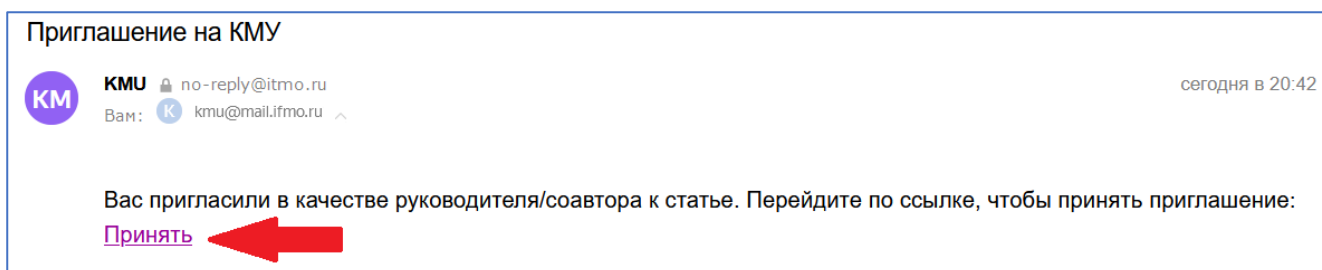 Приглашение на КМУ
КМ
KMU no-reply@itmo.ru
сегодня в 20:42
Вам: K kmu@mail.ifmo.ru
Вас пригласили в качестве руководителя/соавтора к статье. Перейдите по ссылке, чтобы принять приглашение:
Принять